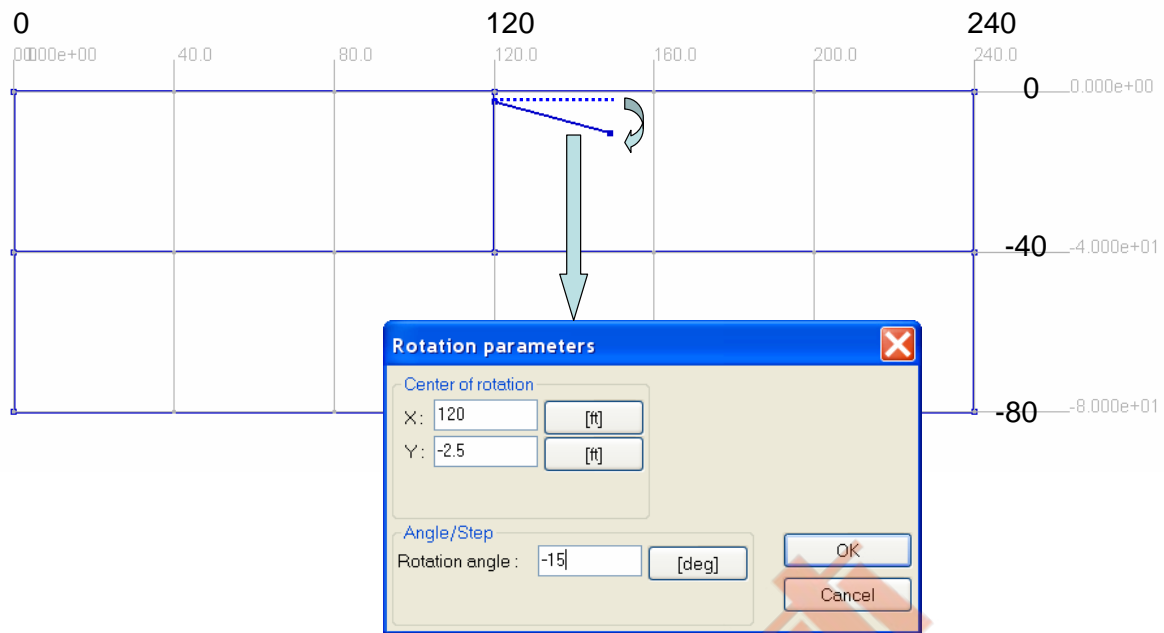 0 120 240
0.000e+00 40.0 80.0 120.0 160.0 200.0 240.0
0 0.000e+00
-40 -4.000e+01
-80 -8.000e+01
Rotation parameters
Center of rotation
X: 120 [ft]
Y: -2.5 [ft]
Angle/Step
Rotation angle : -15 [deg]
OK
Cancel